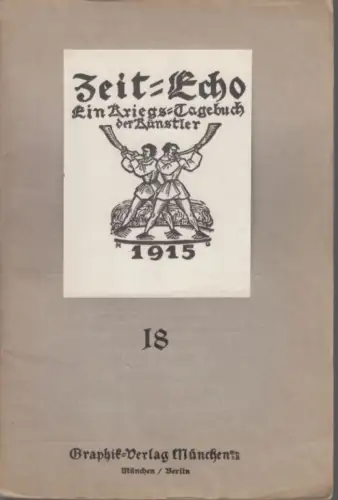 Zeit=Echo
Ein Kriegs=Tagebuch
der Künstler
1915
18
Graphik=Verlag München
München / Berlin